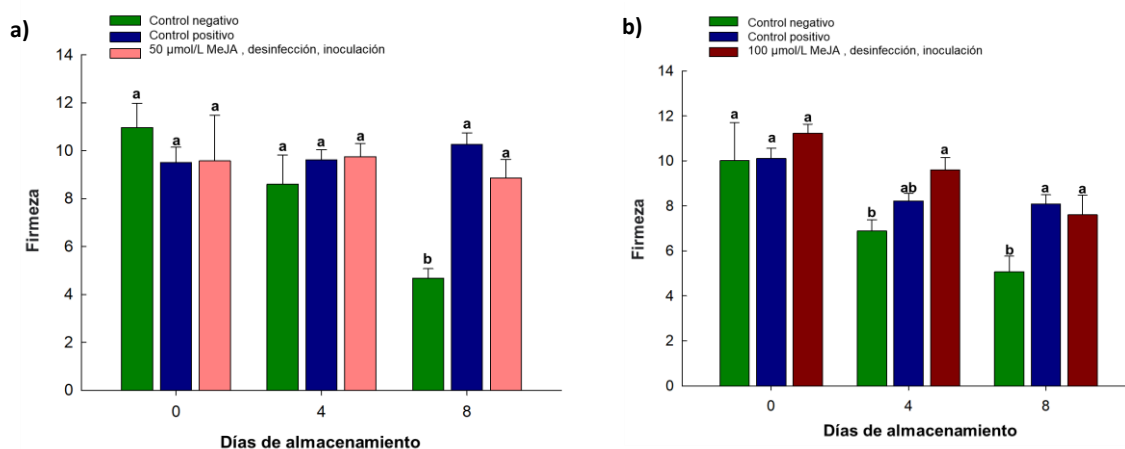 a)
Control negativo
Control positivo
50 µmol/L MeJA , desinfección, inoculación
14
12
10
8
6
4
2
0
Firmeza
a
a
a
a
a
a
b
a
a
0
4
8
Días de almacenamiento
b)
Control negativo
Control positivo
100 µmol/L MeJA , desinfección, inoculación
14
12
10
8
6
4
2
0
Firmeza
a
a
a
b
ab
a
b
a
a
0
4
8
Días de almacenamiento